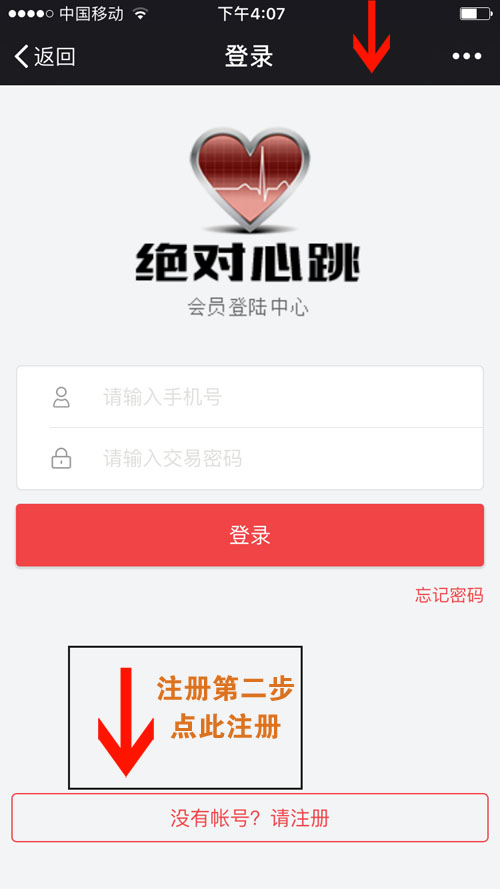 中国移动 下午4:07
返回 登录
绝对心跳
会员登陆中心
请输入手机号
请输入交易密码
登录
忘记密码
注册第二步
点此注册
没有帐号？请注册